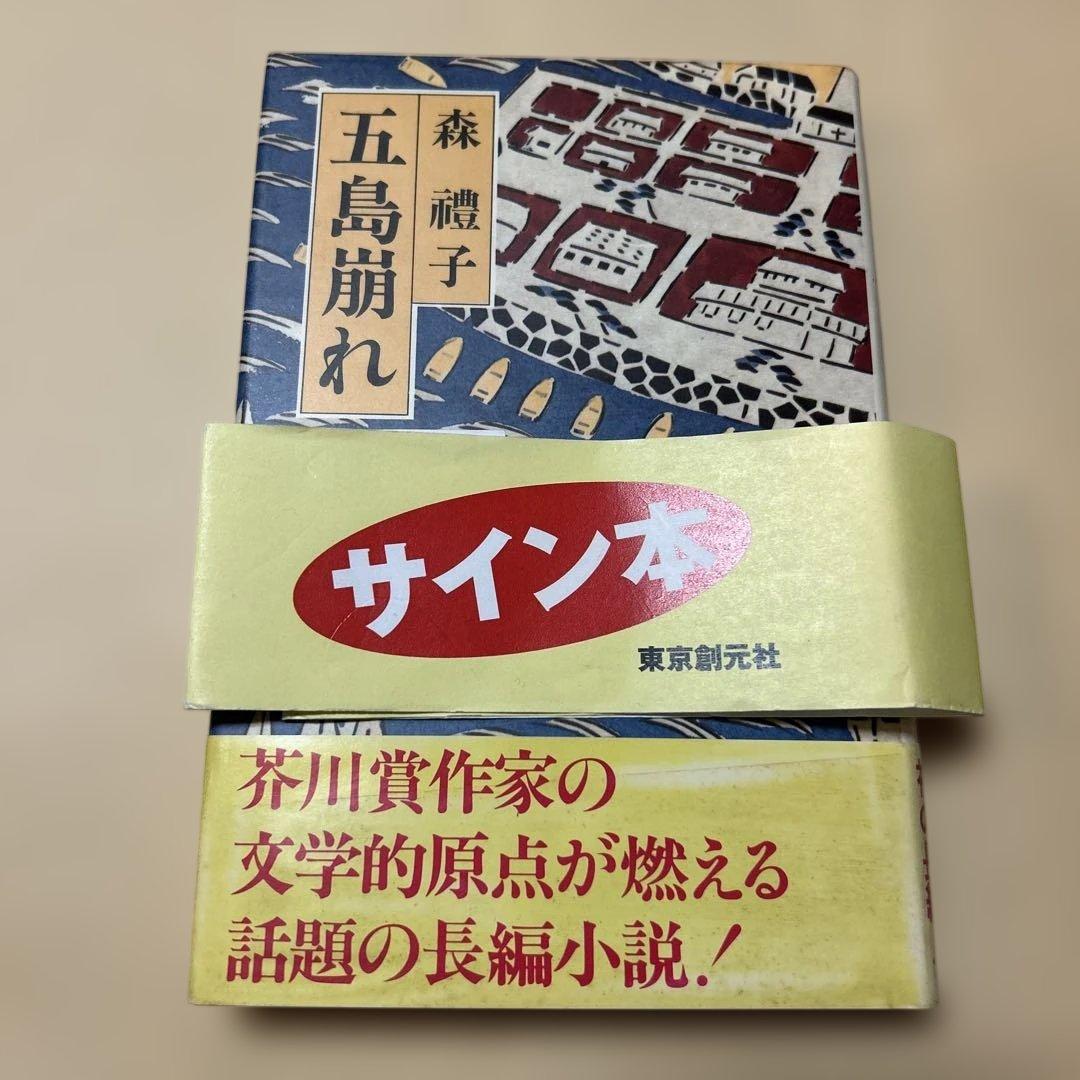 森 禮子
五島崩れ
サイン本
東京創元社
芥川賞作家の
文学的原点が燃える
話題の長編小説！